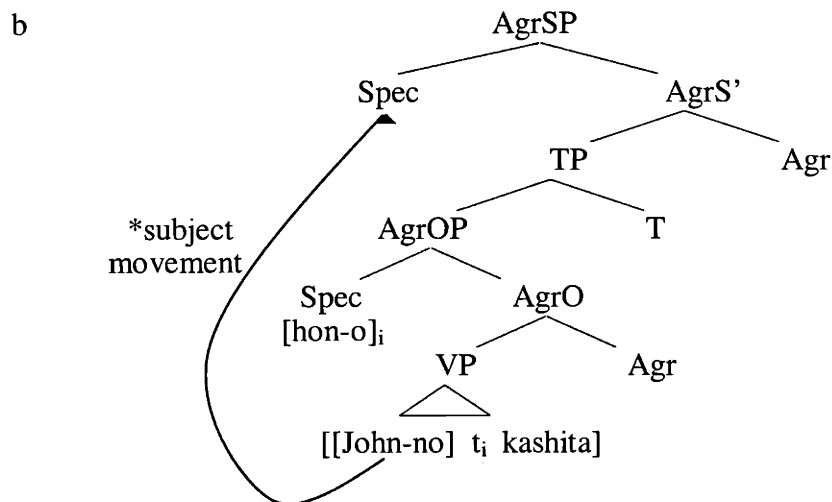 b
AgrSP
Spec AgrS’
TP Agr
*subject
movement
AgrOP T
Spec AgrO
[hon-o]i
VP Agr
[[John-no] ti kashita]